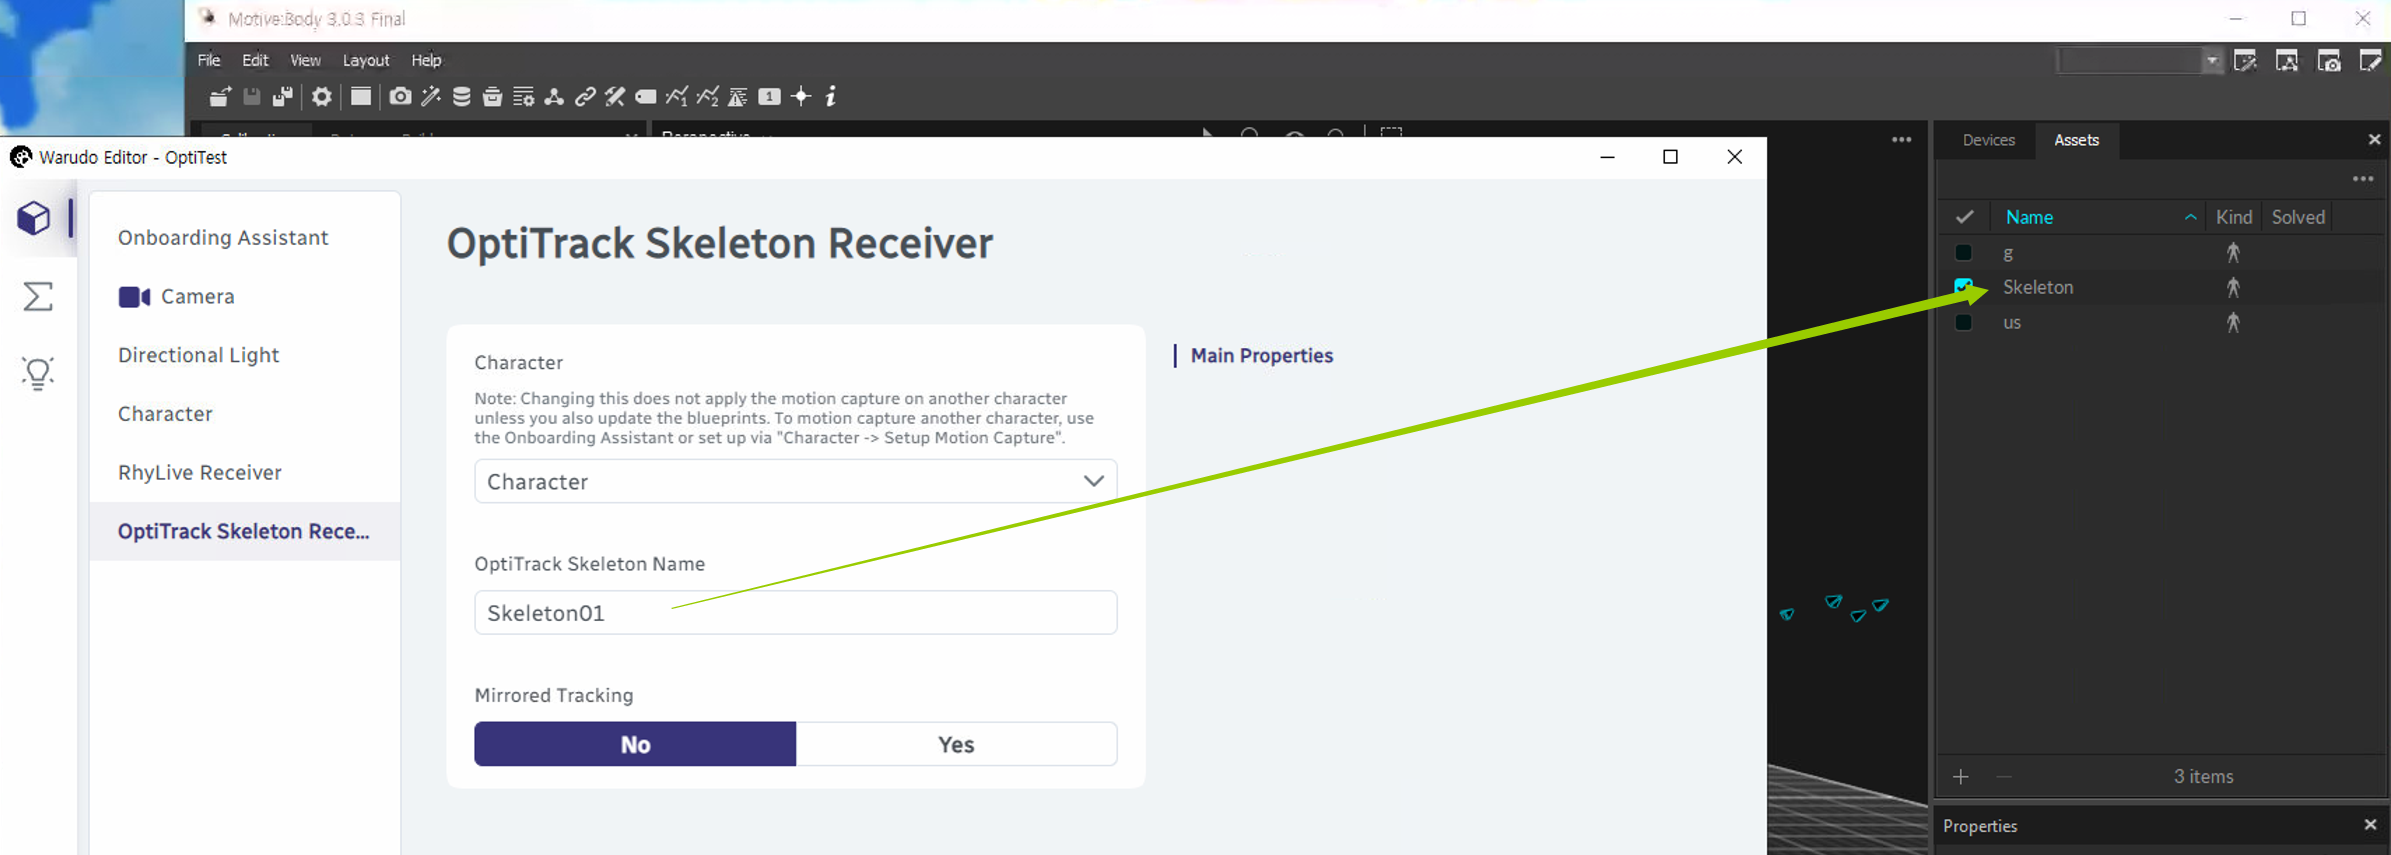 Motive:Body 3.0.3 Final
File Edit View Layout Help
1
Perspective
Warudo Editor - OptiTest
Onboarding Assistant
Camera
Directional Light
Character
RhyLive Receiver
OptiTrack Skeleton Rece...
OptiTrack Skeleton Receiver
Character
Note: Changing this does not apply the motion capture on another character
unless you also update the blueprints. To motion capture another character, use
the Onboarding Assistant or set up via "Character -> Setup Motion Capture".
Character
OptiTrack Skeleton Name
Skeleton01
Mirrored Tracking
No Yes
Main Properties
Devices Assets
Name Kind Solved
g
Skeleton
us
3 items
Properties